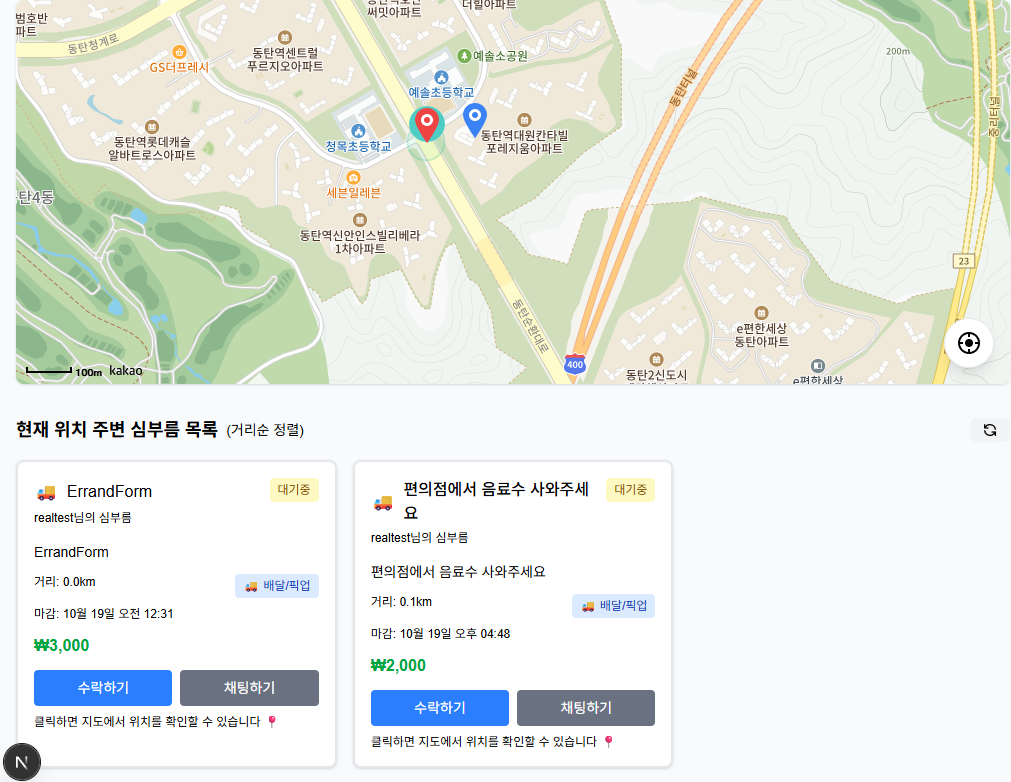 범호반
파트
써밋아파트
더힐아파트
동탄청계로
동탄역센트럴
푸르지오아파트
GS더프레시
예솔소공원
예솔초등학교
200m
동탄터널
중리터널
동탄역롯데캐슬
알바트로스아파트
청목초등학교
동탄역대원칸타빌
포레지움아파트
세븐일레븐
탄4동
동탄역신안인스빌리베라
1차아파트
23
동탄순환대로
e편한세상
동탄아파트
400
동탄2신도시
e편한세상
100m kakao
현재 위치 주변 심부름 목록 (거리순 정렬)
ErrandForm 대기중
realtest님의 심부름
ErrandForm
거리: 0.0km 배달/픽업
마감: 10월 19일 오전 12:31
₩3,000
수락하기 채팅하기
클릭하면 지도에서 위치를 확인할 수 있습니다
편의점에서 음료수 사와주세 대기중
요
realtest님의 심부름
편의점에서 음료수 사와주세요
거리: 0.1km 배달/픽업
마감: 10월 19일 오후 04:48
₩2,000
수락하기 채팅하기
클릭하면 지도에서 위치를 확인할 수 있습니다
N